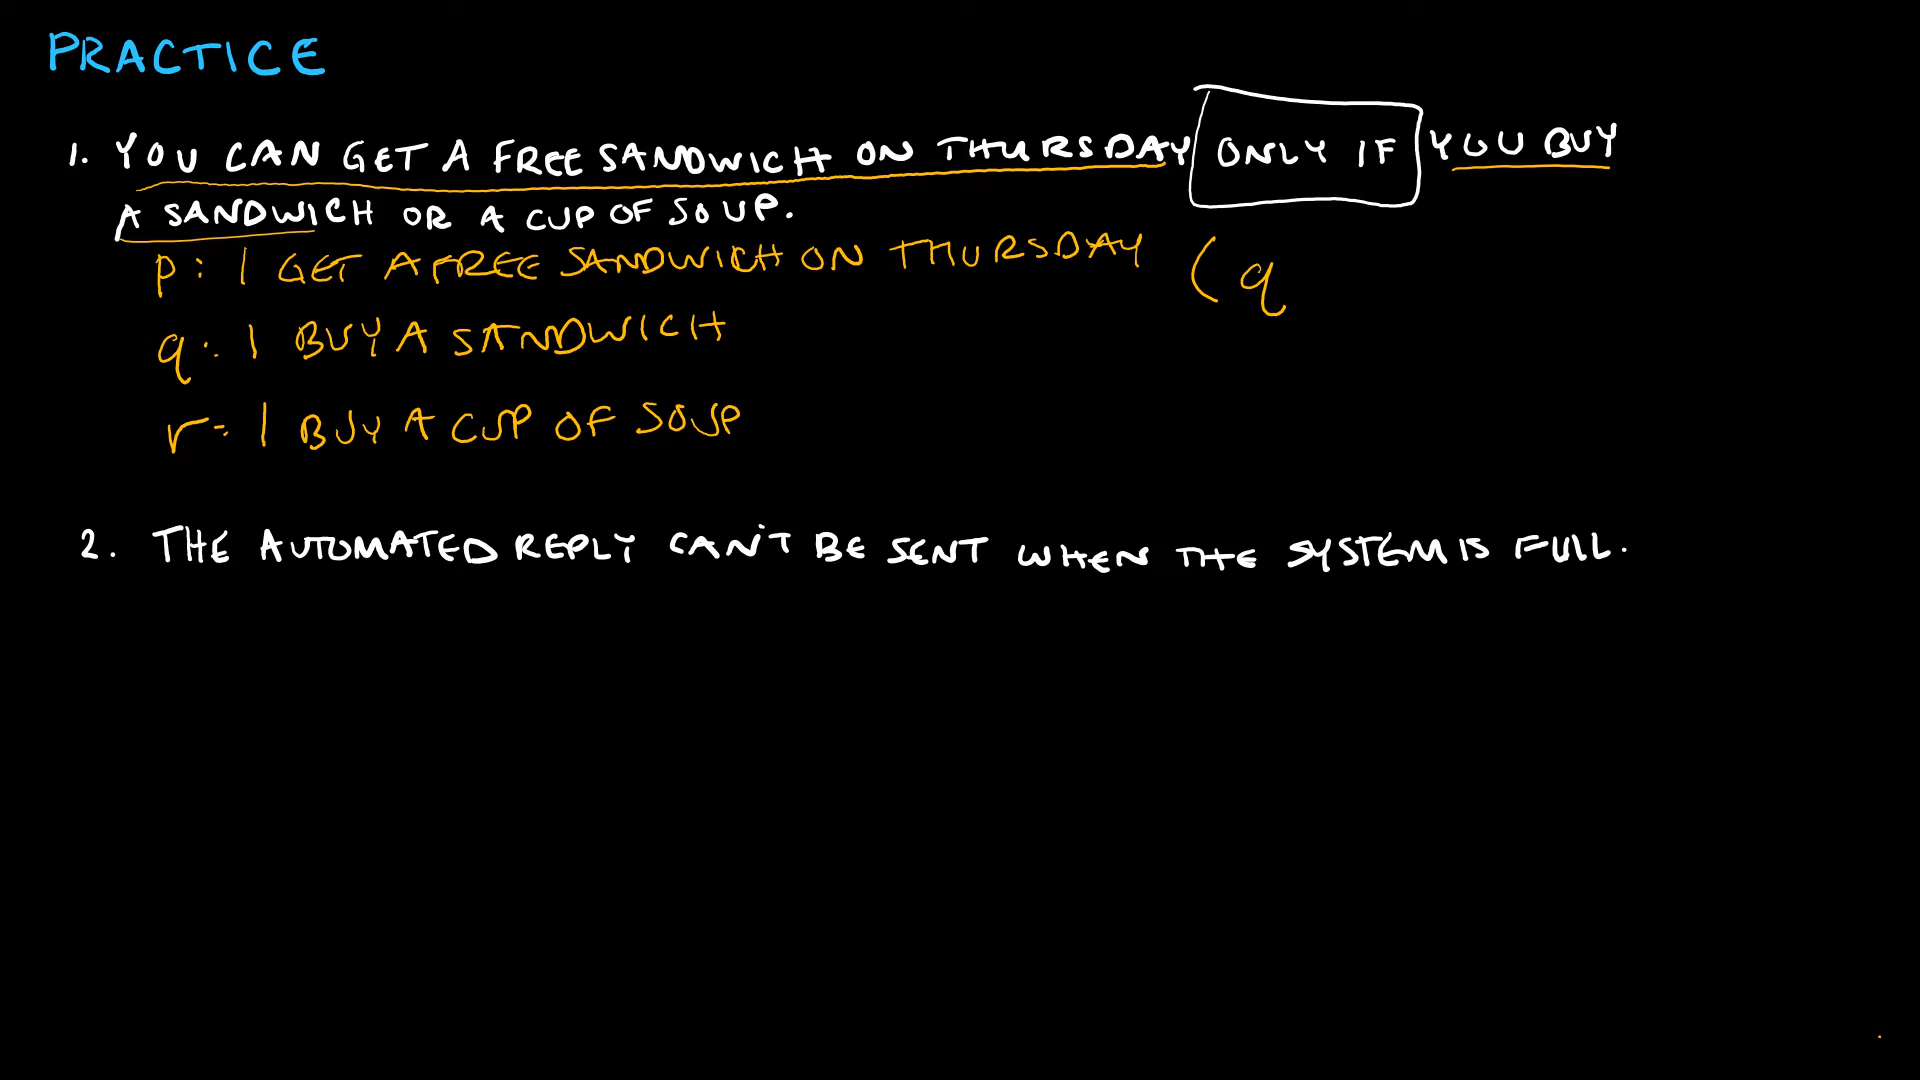 PRACTICE
1. YOU CAN GET A FREE SANDWICH ON THURSDAY ONLY IF YOU BUY
A SANDWICH OR A CUP OF SOUP.
p: I GET A FREE SANDWICH ON THURSDAY (q
q: I BUY A SANDWICH
r: I BUY A CUP OF SOUP
2. THE AUTOMATED REPLY CAN'T BE SENT WHEN THE SYSTEM IS FULL.